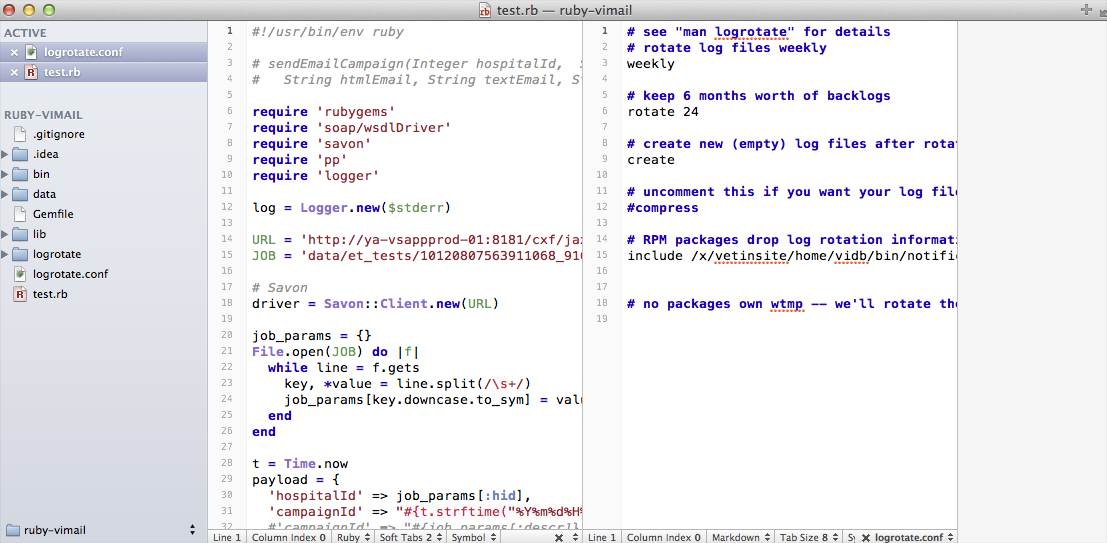 test.rb — ruby-vimail
ACTIVE
logrotate.conf
test.rb
RUBY-VIMAIL
.gitignore
.idea
bin
data
Gemfile
lib
logrotate
logrotate.conf
test.rb
ruby-vimail
1 #!/usr/bin/env ruby
2
3 # sendEmailCampaign(Integer hospitalId,
4 #   String htmlEmail, String textEmail,
5
6 require 'rubygems'
7 require 'soap/wsdlDriver'
8 require 'savon'
9 require 'pp'
10 require 'logger'
11
12 log = Logger.new($stderr)
13
14 URL = 'http://ya-vsappprod-01:8181/cxf/
15 JOB = 'data/et_tests/10120807563911068_
16
17 # Savon
18 driver = Savon::Client.new(URL)
19
20 job_params = {}
21 File.open(JOB) do |f|
22   while line = f.gets
23     key, *value = line.split(/\s+/)
24     job_params[key.downcase.to_sym] =
25   end
26 end
27
28 t = Time.now
29 payload = {
30   'hospitalId' => job_params[:hid],
31   'campaignId' => "#{t.strftime("%Y%m%d%H%
32   #'campaignId' => "#{job_params[:descr]}
Line 1 Column Index 0 Ruby Soft Tabs 2 Symbol
1 # see "man logrotate" for details
2 # rotate log files weekly
3 weekly
4
5 # keep 6 months worth of backlogs
6 rotate 24
7
8 # create new (empty) log files after
9 create
10
11 # uncomment this if you want your log
12 #compress
13
14 # RPM packages drop log rotation
15 include /x/vetinsite/home/vidb/bin/
16
17
18 # no packages own wtmp -- we'll rotate
19
Line 1 Column Index 0 Markdown Tab Size 8 logrotate.conf